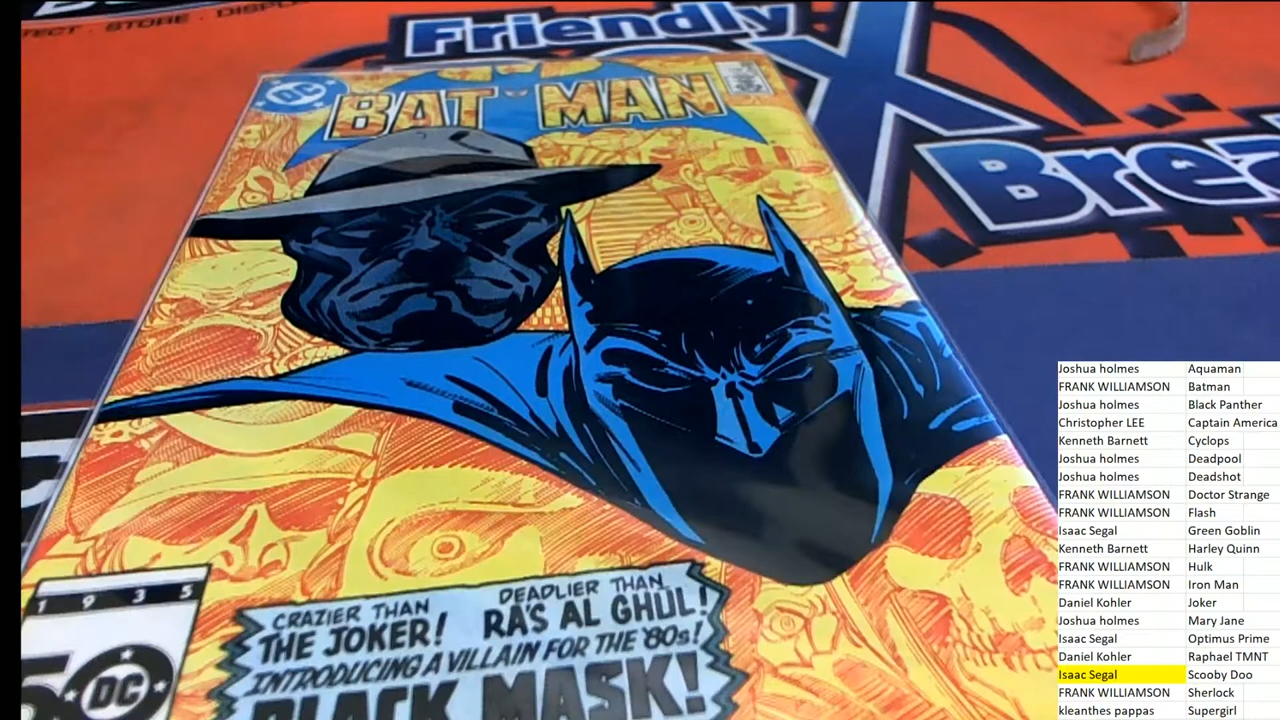 TECT · STORE · DISPL
Friendly
X
Brea
DC
BATMAN
1935
DC
CRAZIER THAN
THE JOKER!
DEADLIER THAN
RA'S AL GHUL!
INTRODUCING A VILLAIN FOR THE '80s!
BLACK MASK!
Joshua holmes Aquaman
FRANK WILLIAMSON Batman
Joshua holmes Black Panther
Christopher LEE Captain America
Kenneth Barnett Cyclops
Joshua holmes Deadpool
Joshua holmes Deadshot
FRANK WILLIAMSON Doctor Strange
FRANK WILLIAMSON Flash
Isaac Segal Green Goblin
Kenneth Barnett Harley Quinn
FRANK WILLIAMSON Hulk
FRANK WILLIAMSON Iron Man
Daniel Kohler Joker
Joshua holmes Mary Jane
Isaac Segal Optimus Prime
Daniel Kohler Raphael TMNT
Isaac Segal Scooby Doo
FRANK WILLIAMSON Sherlock
kleanthes pappas Supergirl